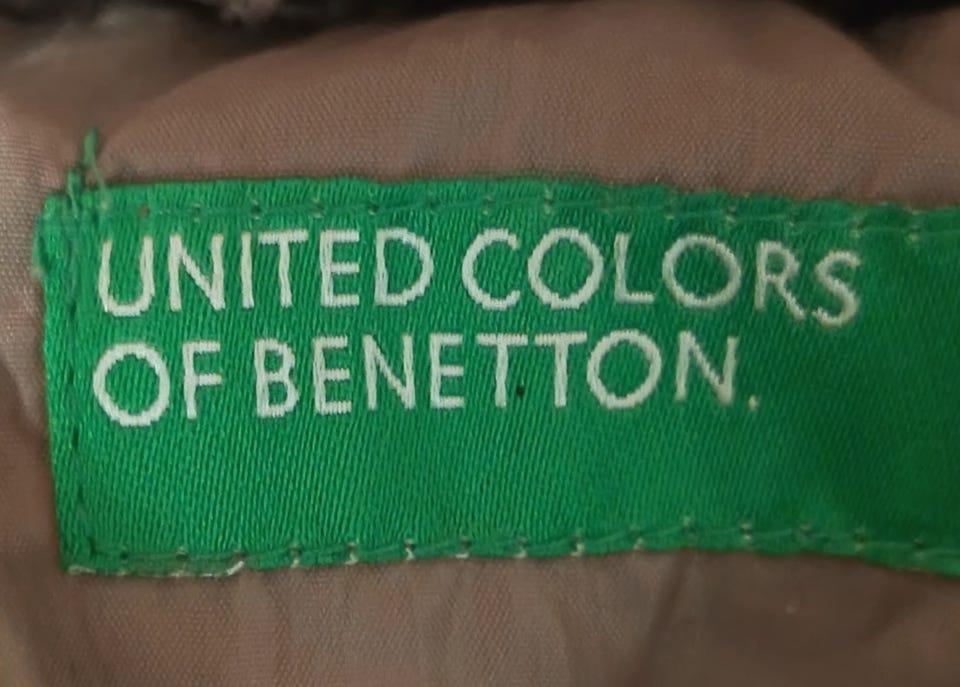 UNITED COLORS
OF BENETTON.